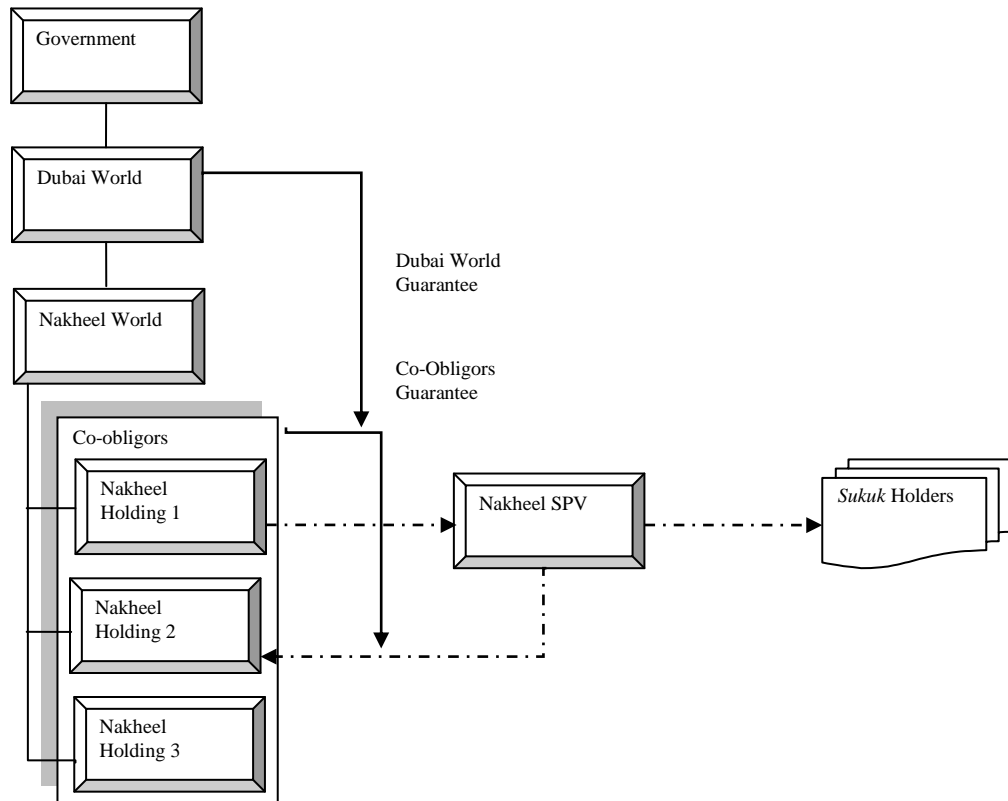 Government
Dubai World
Dubai World
Guarantee
Nakheel World
Co-Obligors
Guarantee
Co-obligors
Nakheel
Holding 1
Nakheel SPV
Sukuk Holders
Nakheel
Holding 2
Nakheel
Holding 3